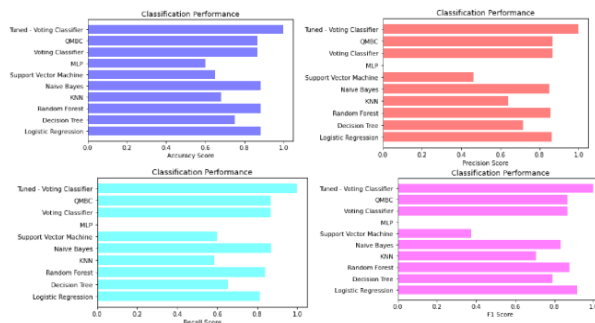 Classification Performance
Tuned - Voting Classifier
QMBC
Voting Classifier
MLP
Support Vector Machine
Naive Bayes
KNN
Random Forest
Decision Tree
Logistic Regression
0.0 0.2 0.4 0.6 0.8 1.0
Accuracy Score
Classification Performance
Tuned - Voting Classifier
QMBC
Voting Classifier
MLP
Support Vector Machine
Naive Bayes
KNN
Random Forest
Decision Tree
Logistic Regression
0.0 0.2 0.4 0.6 0.8 1.0
Precision Score
Classification Performance
Tuned - Voting Classifier
QMBC
Voting Classifier
MLP
Support Vector Machine
Naive Bayes
KNN
Random Forest
Decision Tree
Logistic Regression
0.0 0.2 0.4 0.6 0.8 1.0
Recall Score
Classification Performance
Tuned - Voting Classifier
QMBC
Voting Classifier
MLP
Support Vector Machine
Naive Bayes
KNN
Random Forest
Decision Tree
Logistic Regression
0.0 0.2 0.4 0.6 0.8 1.0
F1 Score